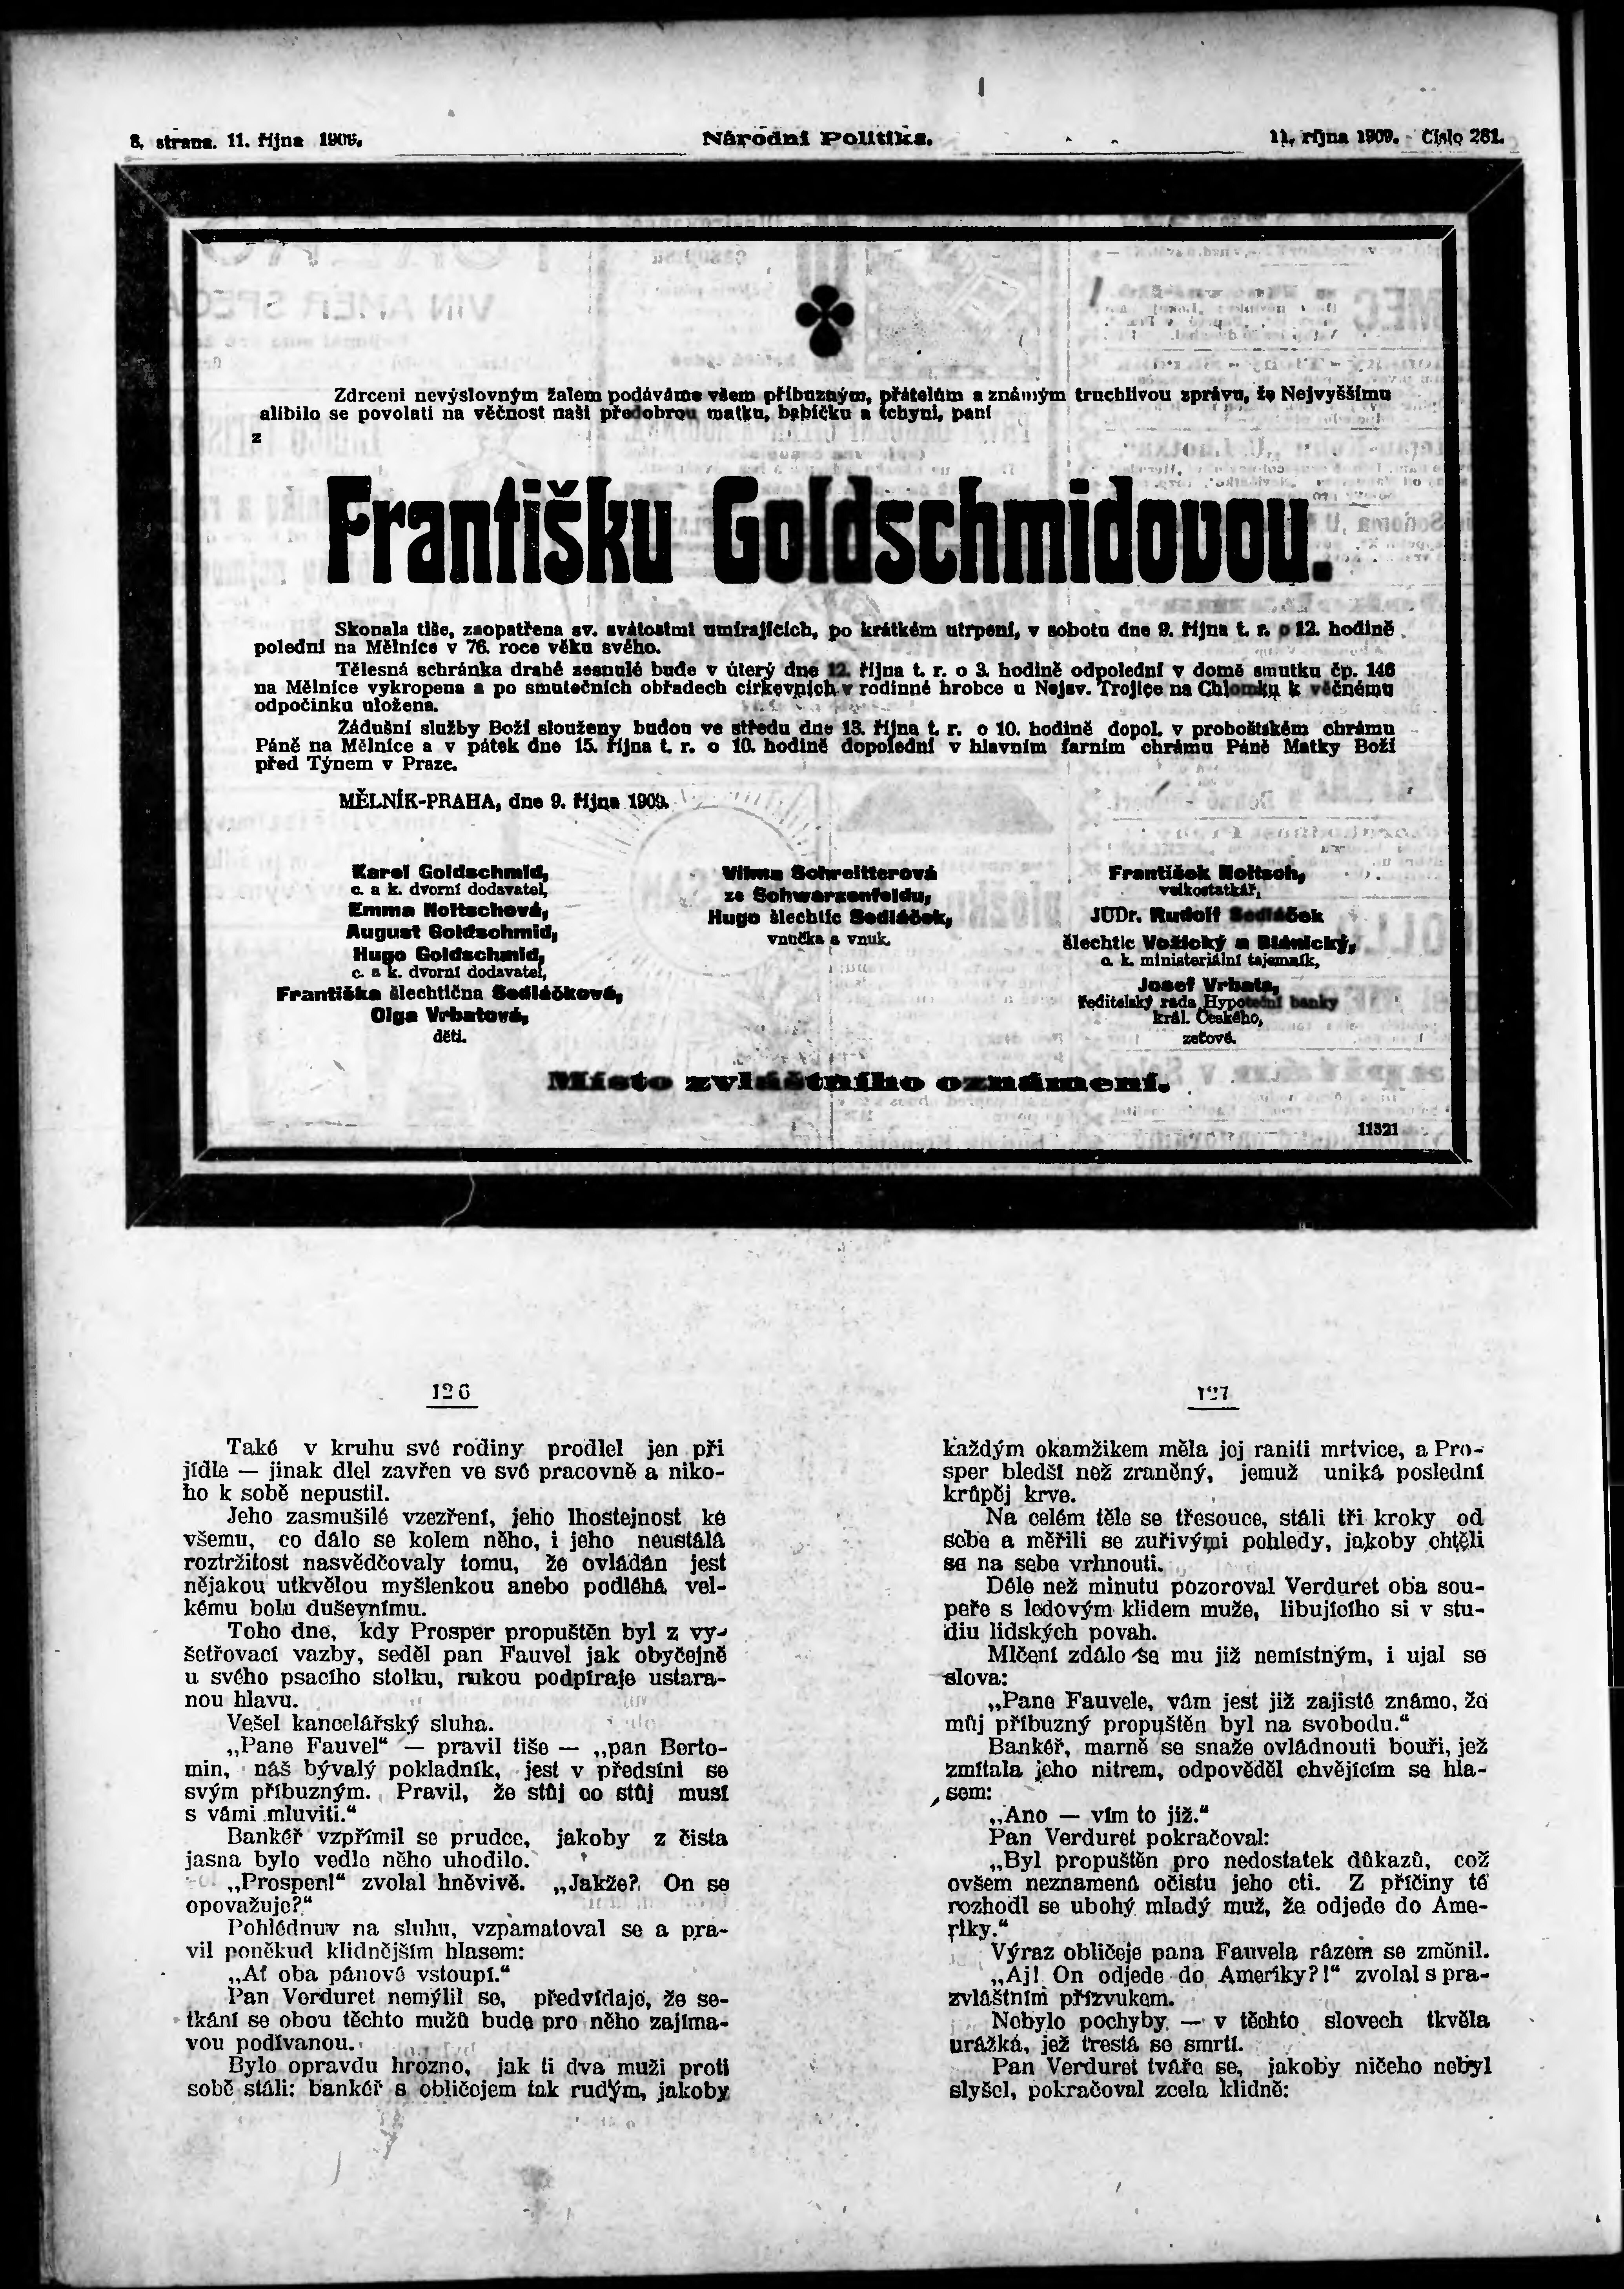 8. strana. 11. října 1909.
Národní Politika.
11. října 1909. Číslo 281.
Zdrceni nevýslovným žalem podáváme všem příbuzným, přátelům a známým truchlivou zprávu, že Nejvyššímu
alíbilo se povolati na věčnost naši předobrou matku, babičku a tchyni, paní
z
Františku Goldschmidovou.
Skonala tiše, zaopatřena sv. svátostmi umírajících, po krátkém utrpení, v sobotu dne 9. října t. r. o 12. hodině
polední na Mělníce v 76. roce věku svého.
Tělesná schránka drahé zesnulé bude v úterý dne 12. října t. r. o 3. hodině odpolední v domě smutku čp. 146
na Mělníce vykropena a po smutečních obřadech církevních v rodinné hrobce u Nejsv. Trojice na Chlomku k věčnému
odpočinku uložena.
Zádušní služby Boží slouženy budou ve středu dne 13. října t. r. o 10. hodině dopol. v proboštském chrámu
Páně na Mělníce a v pátek dne 15. října t. r. o 10. hodině dopolední v hlavním farním chrámu Páně Matky Boží
před Týnem v Praze.
MĚLNÍK-PRAHA, dne 9. října 1909.
Karel Goldschmid,
c. a k. dvorní dodavatel,
Emma Noltschová,
August Goldschmid,
Hugo Goldschmid,
c. a k. dvorní dodavatel,
Františka šlechtična Sedláčková,
Olga Vrbatová,
děti.
Vilma Schreitterová
ze Schwarzenfeldu,
Hugo šlechtic Sedláček,
vnučka a vnuk.
František Noltsch,
velkostatkář,
JUDr. Rudolf Sedláček
šlechtic Vožický a Blánický,
c. k. ministeriální tajemník,
Josef Vrbata,
ředitelský rada Hypoteční banky
král. Českého,
zeťové.
Místo zvláštního oznámení.
11321
126
Také v kruhu své rodiny prodlel jen při
jídle — jinak dlel zavřen ve své pracovně a niko-
ho k sobě nepustil.
Jeho zasmušilé vzezření, jeho lhostejnost ke
všemu, co dálo se kolem něho, i jeho neustálá
roztržitost nasvědčovaly tomu, že ovládán jest
nějakou utkvělou myšlenkou anebo podléhá vel-
kému bolu duševnímu.
Toho dne, kdy Prosper propuštěn byl z vy-
šetřovací vazby, seděl pan Fauvel jak obyčejně
u svého psacího stolku, rukou podpíraje ustara-
nou hlavu.
Vešel kancelářský sluha.
„Pane Fauvel“ — pravil tiše — „pan Berto-
min, náš bývalý pokladník, jest v předsíni se
svým příbuzným. Pravil, že stůj co stůj musí
s vámi mluviti.“
Bankéř vzpřímil se prudce, jakoby z čista
jasna bylo vedle něho uhodilo.
„Prosper!“ zvolal hněvivě. „Jakže? On se
opovažuje?“
Pohlédnuv na sluhu, vzpamatoval se a pra-
vil poněkud klidnějším hlasem:
„Ať oba pánové vstoupí.“
Pan Verduret nemýlil se, předvídaje, že se-
tkání se obou těchto mužů bude pro něho zajíma-
vou podívanou.
Bylo opravdu hrozno, jak ti dva muži proti
sobě stáli: bankéř s obličejem tak rudým, jakoby
127
každým okamžikem měla jej raniti mrtvice, a Pro-
sper bledší než zraněný, jemuž uniká poslední
krůpěj krve.
Na celém těle se třesouce, stáli tři kroky od
sebe a měřili se zuřivými pohledy, jakoby chtěli
se na sebe vrhnouti.
Déle než minutu pozoroval Verduret oba sou-
peře s ledovým klidem muže, libujícího si v stu-
diu lidských povah.
Mlčení zdálo se mu již nemístným, i ujal se
slova:
„Pane Fauvele, vám jest již zajisté známo, že
můj příbuzný propuštěn byl na svobodu.“
Bankéř, marně se snaže ovládnouti bouři, jež
zmítala jeho nitrem, odpověděl chvějícím se hla-
sem:
„Ano — vím to již.“
Pan Verduret pokračoval:
„Byl propuštěn pro nedostatek důkazů, což
ovšem neznamená očistu jeho cti. Z příčiny té
rozhodl se ubohý mladý muž, že odjede do Ame-
riky.“
Výraz obličeje pana Fauvela rázem se změnil.
„Aj! On odjede do Ameriky?!“ zvolal s pra-
zvláštním přízvukem.
Nebylo pochyby — v těchto slovech tkvěla
urážká, jež trestá se smrtí.
Pan Verduret tváře se, jakoby ničeho nebyl
slyšel, pokračoval zcela klidně: